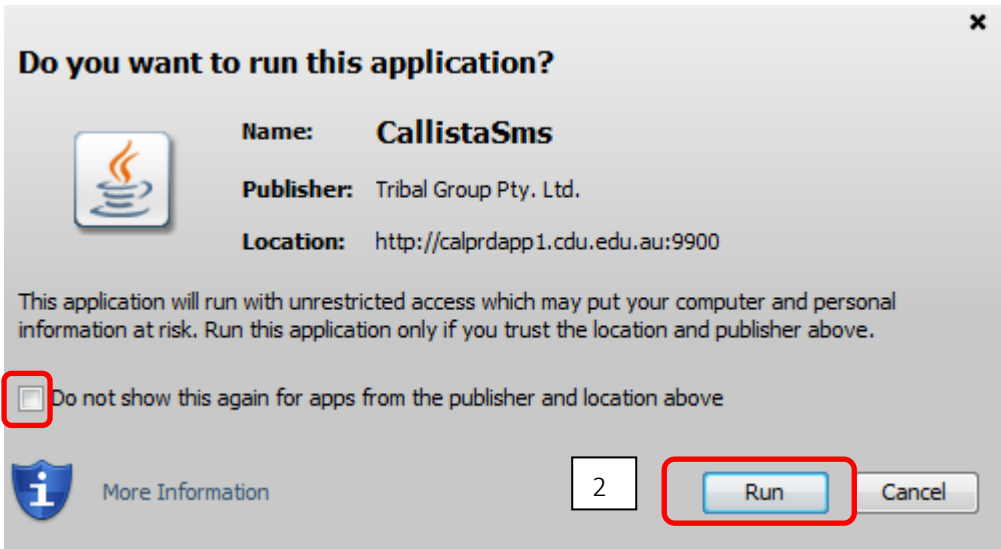 Do you want to run this application?
Name: CallistaSms
Publisher: Tribal Group Pty. Ltd.
Location: http://calprdapp1.cdu.edu.au:9900
This application will run with unrestricted access which may put your computer and personal
information at risk. Run this application only if you trust the location and publisher above.
Do not show this again for apps from the publisher and location above
More Information 2 Run Cancel